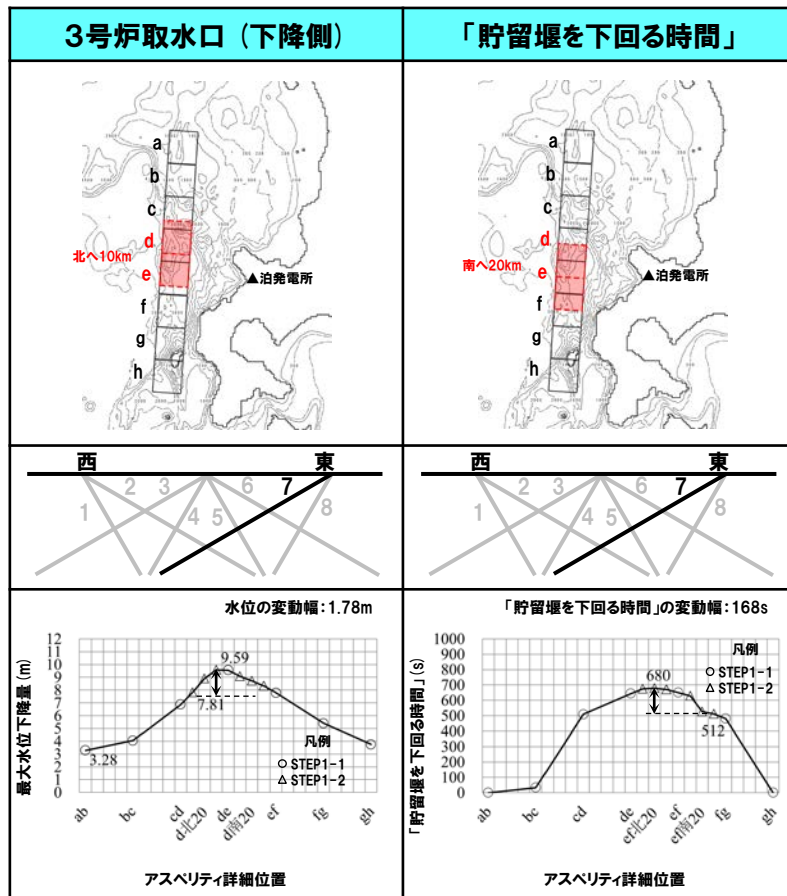 3号炉取水口（下降側）
「貯留堰を下回る時間」
a
b
c
d
北へ10km
e
▲泊発電所
f
g
h
a
b
c
d
南へ20km
e
▲泊発電所
f
g
h
西 東
1 2 3 4 5 6 7 8
西 東
1 2 3 4 5 6 7 8
水位の変動幅：1.78m
最大水位下降量（m）
12
11
10
9
8
7
6
5
4
3
2
1
0
9.59
7.81
3.28
凡例
○ STEP1-1
△ STEP1-2
ab bc cd d北20 de d南20 ef fg gh
アスペリティ詳細位置
「貯留堰を下回る時間」の変動幅：168s
「貯留堰を下回る時間」（s）
1000
900
800
700
600
500
400
300
200
100
0
680
512
凡例
○ STEP1-1
△ STEP1-2
ab bc cd de ef北20 ef ef南20 fg gh
アスペリティ詳細位置